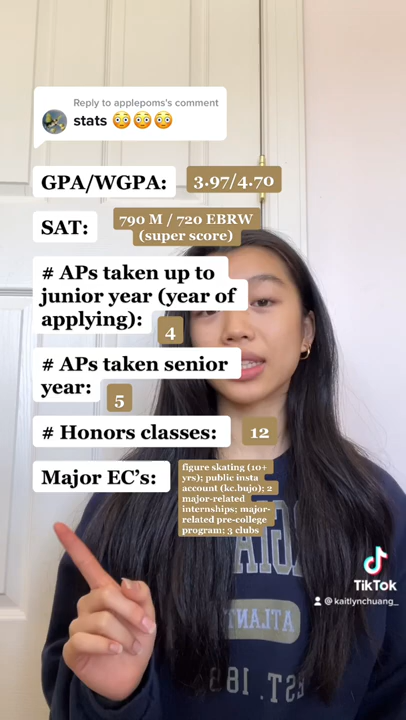 Reply to applepoms's comment
stats 😳😳😳
GPA/WGPA: 3.97/4.70
SAT: 790 M / 720 EBRW
(super score)
# APs taken up to
junior year (year of
applying): 4
# APs taken senior
year: 5
# Honors classes: 12
Major EC's: figure skating (10+
yrs); public insta
account (kc.bujo); 2
major-related
internships; major-
related pre-college
program; 3 clubs
ATLANT
EST. 18
TikTok
@kaitlynchuang_